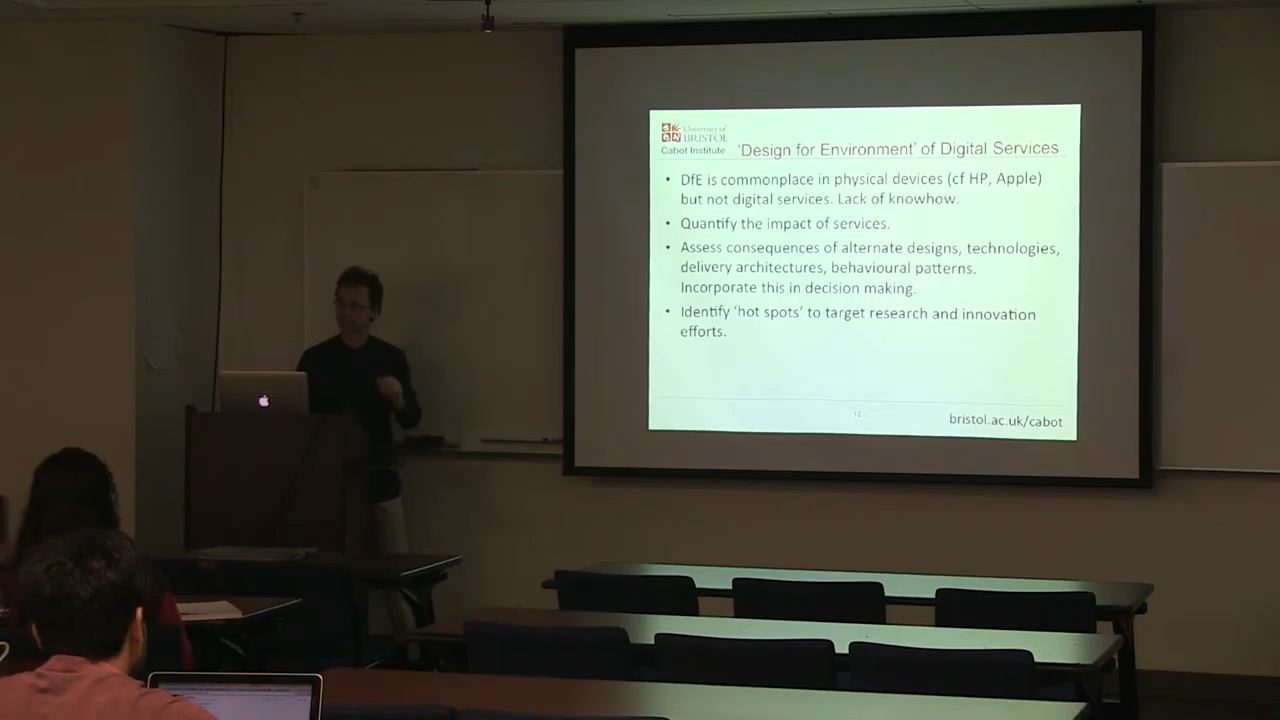 University of
BRISTOL
Cabot Institute
'Design for Environment' of Digital Services
• DfE is commonplace in physical devices (cf HP, Apple)
but not digital services. Lack of knowhow.
• Quantify the impact of services.
• Assess consequences of alternate designs, technologies,
delivery architectures, behavioural patterns.
Incorporate this in decision making.
• Identify 'hot spots' to target research and innovation
efforts.
12
bristol.ac.uk/cabot